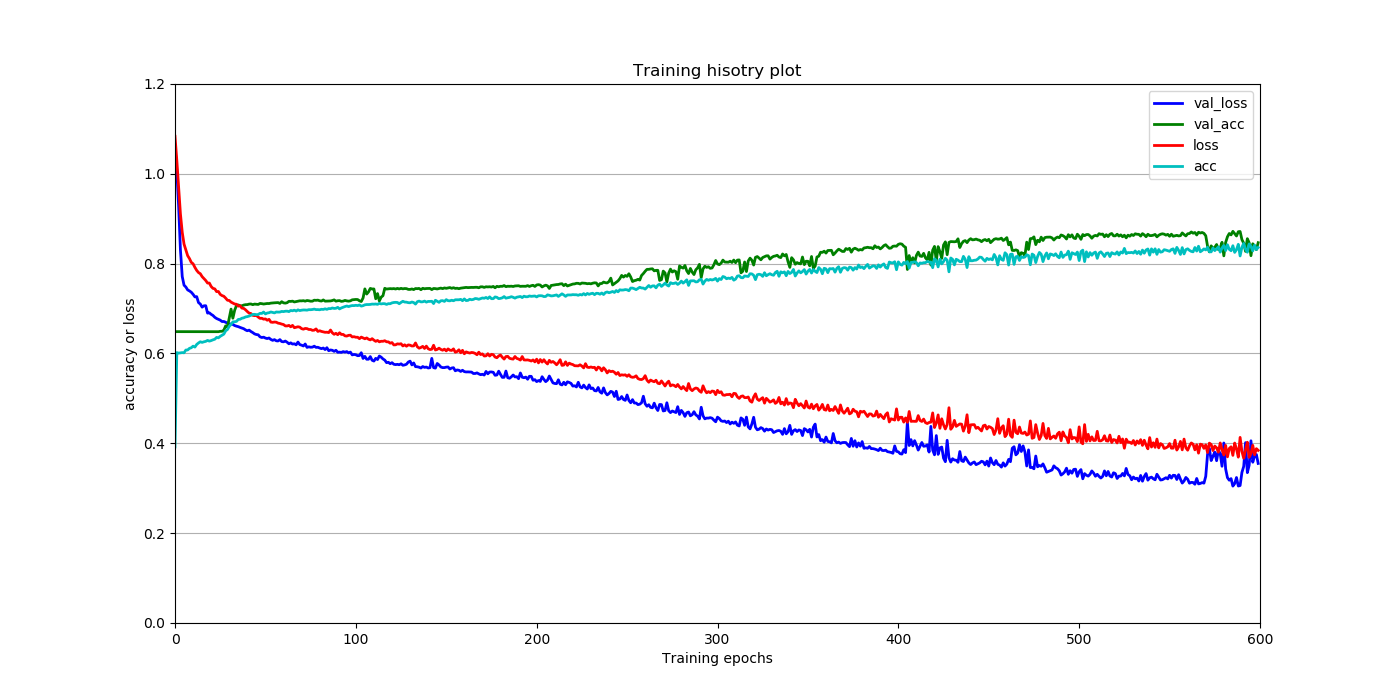 Training hisotry plot
1.2
1.0
0.8
0.6
0.4
0.2
0.0
accuracy or loss
val_loss
val_acc
loss
acc
0 100 200 300 400 500 600
Training epochs